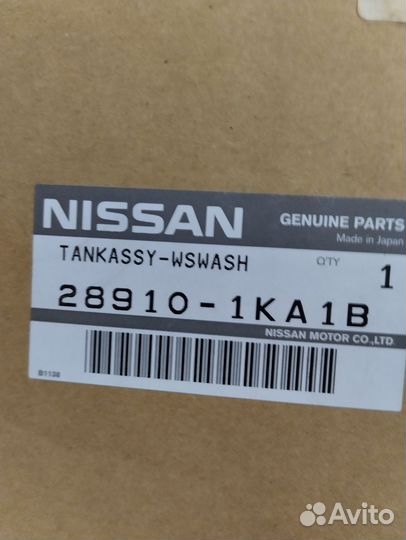 NISSAN
GENUINE PARTS
Made in Japan
TANKASSY-WSWASH
Q'TY
1
28910-1KA1B
NISSAN MOTOR CO.,LTD.
B1136
Avito